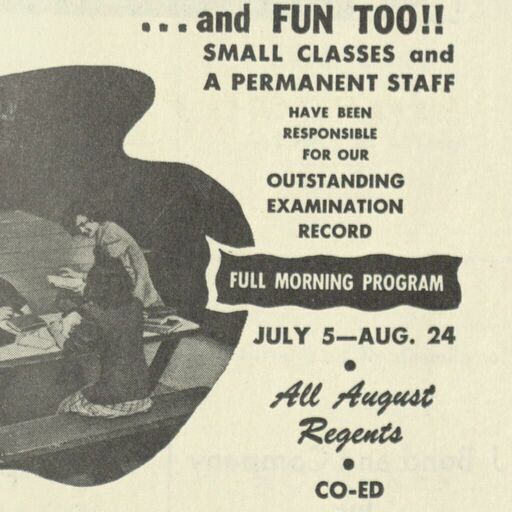 ...and FUN TOO!!
SMALL CLASSES and
A PERMANENT STAFF
HAVE BEEN
RESPONSIBLE
FOR OUR
OUTSTANDING
EXAMINATION
RECORD
FULL MORNING PROGRAM
JULY 5—AUG. 24
•
All August
Regents
•
CO-ED